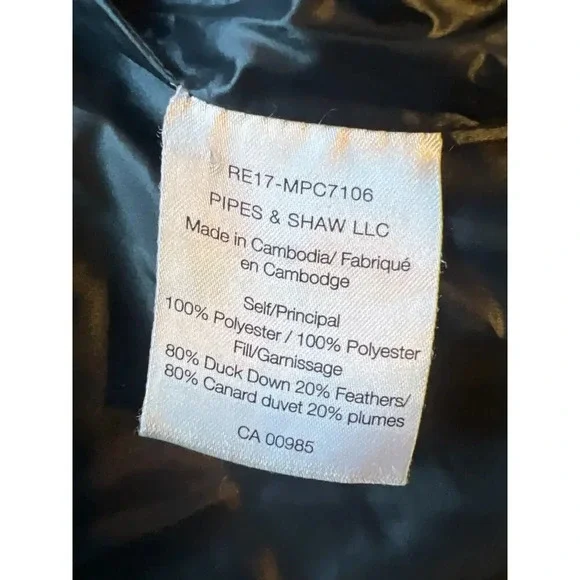 RE17-MPC7106
PIPES & SHAW LLC
Made in Cambodia/ Fabriqué
en Cambodge
Self/Principal
100% Polyester / 100% Polyester
Fill/Garnissage
80% Duck Down 20% Feathers/
80% Canard duvet 20% plumes
CA 00985